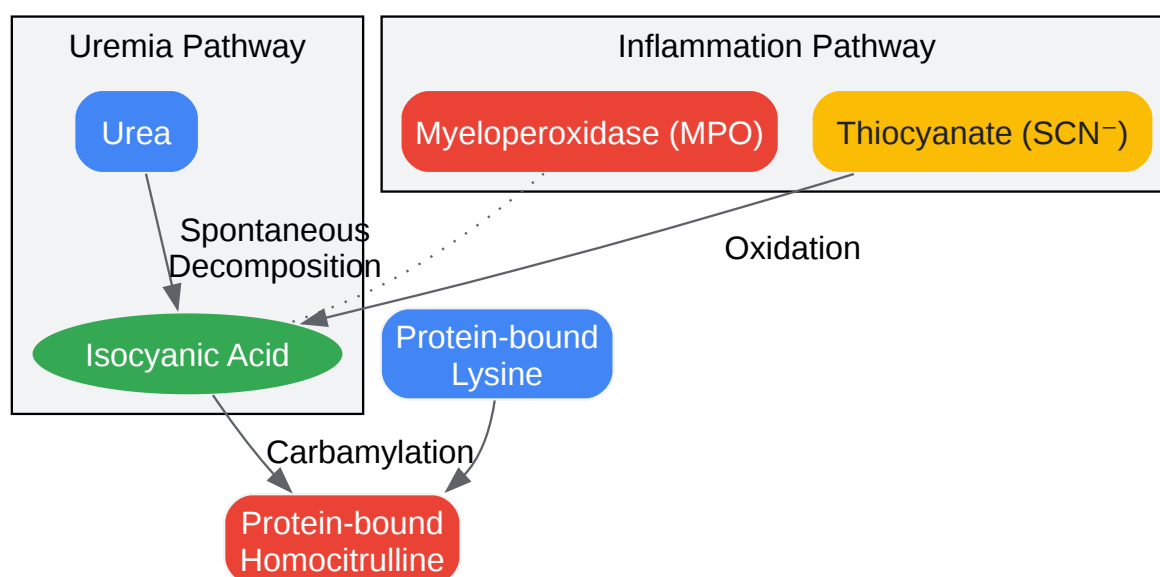 Uremia Pathway
Inflammation Pathway
Urea
Myeloperoxidase (MPO)
Thiocyanate (SCN⁻)
Spontaneous
Decomposition
Oxidation
Isocyanic Acid
Protein-bound
Lysine
Carbamylation
Protein-bound
Homocitrulline